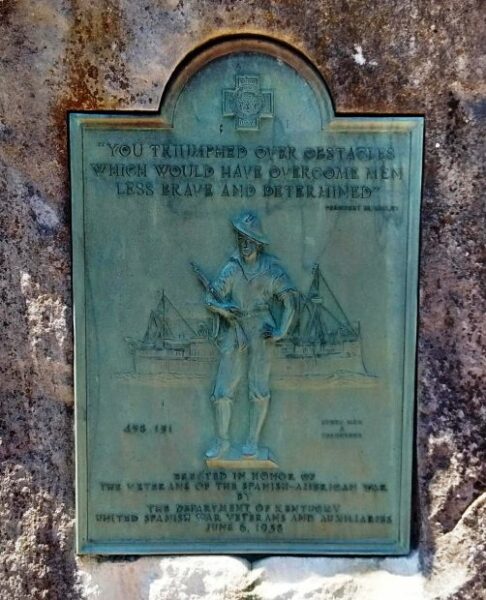 "YOU TRIUMPHED OVER OBSTACLES
WHICH WOULD HAVE OVERCOME MEN
LESS BRAVE AND DETERMINED"
PRESIDENT McKINLEY
ERECTED IN HONOR OF
THE VETERANS OF THE SPANISH-AMERICAN WAR
BY
THE DEPARTMENT OF KENTUCKY
UNITED SPANISH WAR VETERANS AND AUXILIARIES
JUNE 6, 1938